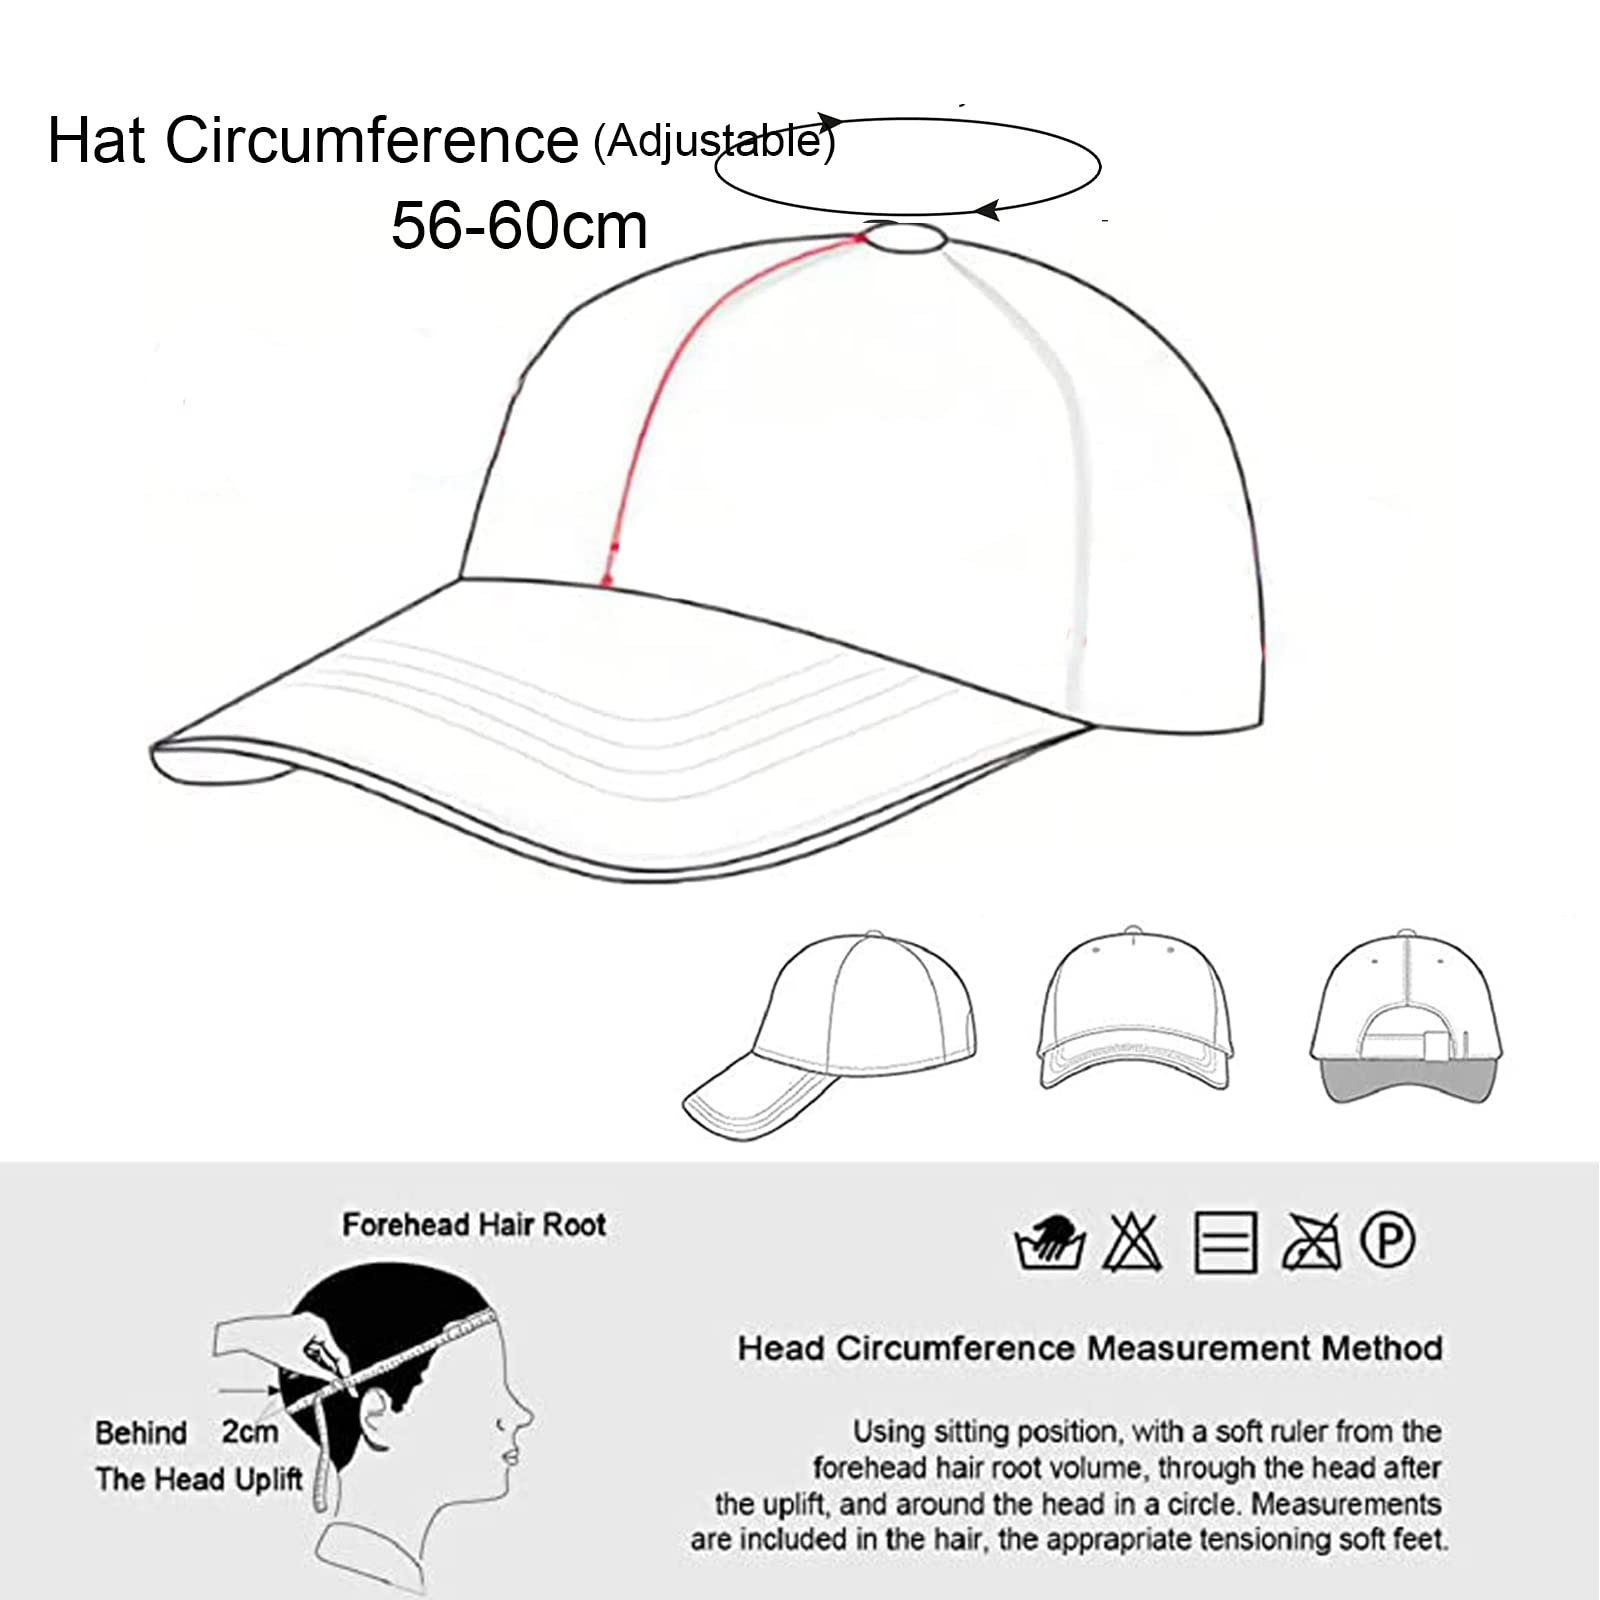 Hat Circumference (Adjustable)
56-60cm
Forehead Hair Root
Behind 2cm
The Head Uplift
P
Head Circumference Measurement Method
Using sitting position, with a soft ruler from the
forehead hair root volume, through the head after
the uplift, and around the head in a circle. Measurements
are included in the hair, the apprapriate tensioning soft feet.